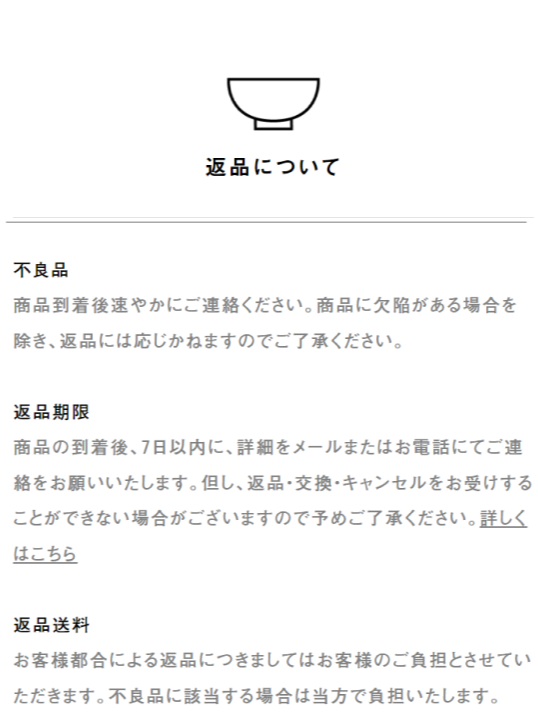 返品について
不良品
商品到着後速やかにご連絡ください。商品に欠陥がある場合を
除き、返品には応じかねますのでご了承ください。
返品期限
商品の到着後、7日以内に、詳細をメールまたはお電話にてご連
絡をお願いいたします。但し、返品・交換・キャンセルをお受けする
ことができない場合がございますので予めご了承ください。詳しく
はこちら
返品送料
お客様都合による返品につきましてはお客様のご負担とさせてい
ただきます。不良品に該当する場合は当方で負担いたします。